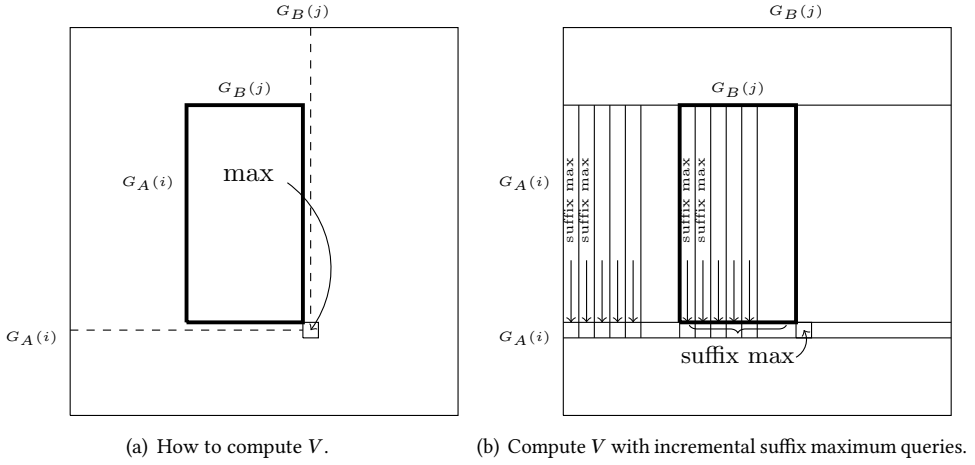 G_B(j)
G_B(j)
G_A(i)
max
G_A(i)
(a) How to compute V.
G_B(j)
G_B(j)
G_A(i)
suffix max
suffix max
suffix max
suffix max
G_A(i)
suffix max
(b) Compute V with incremental suffix maximum queries.